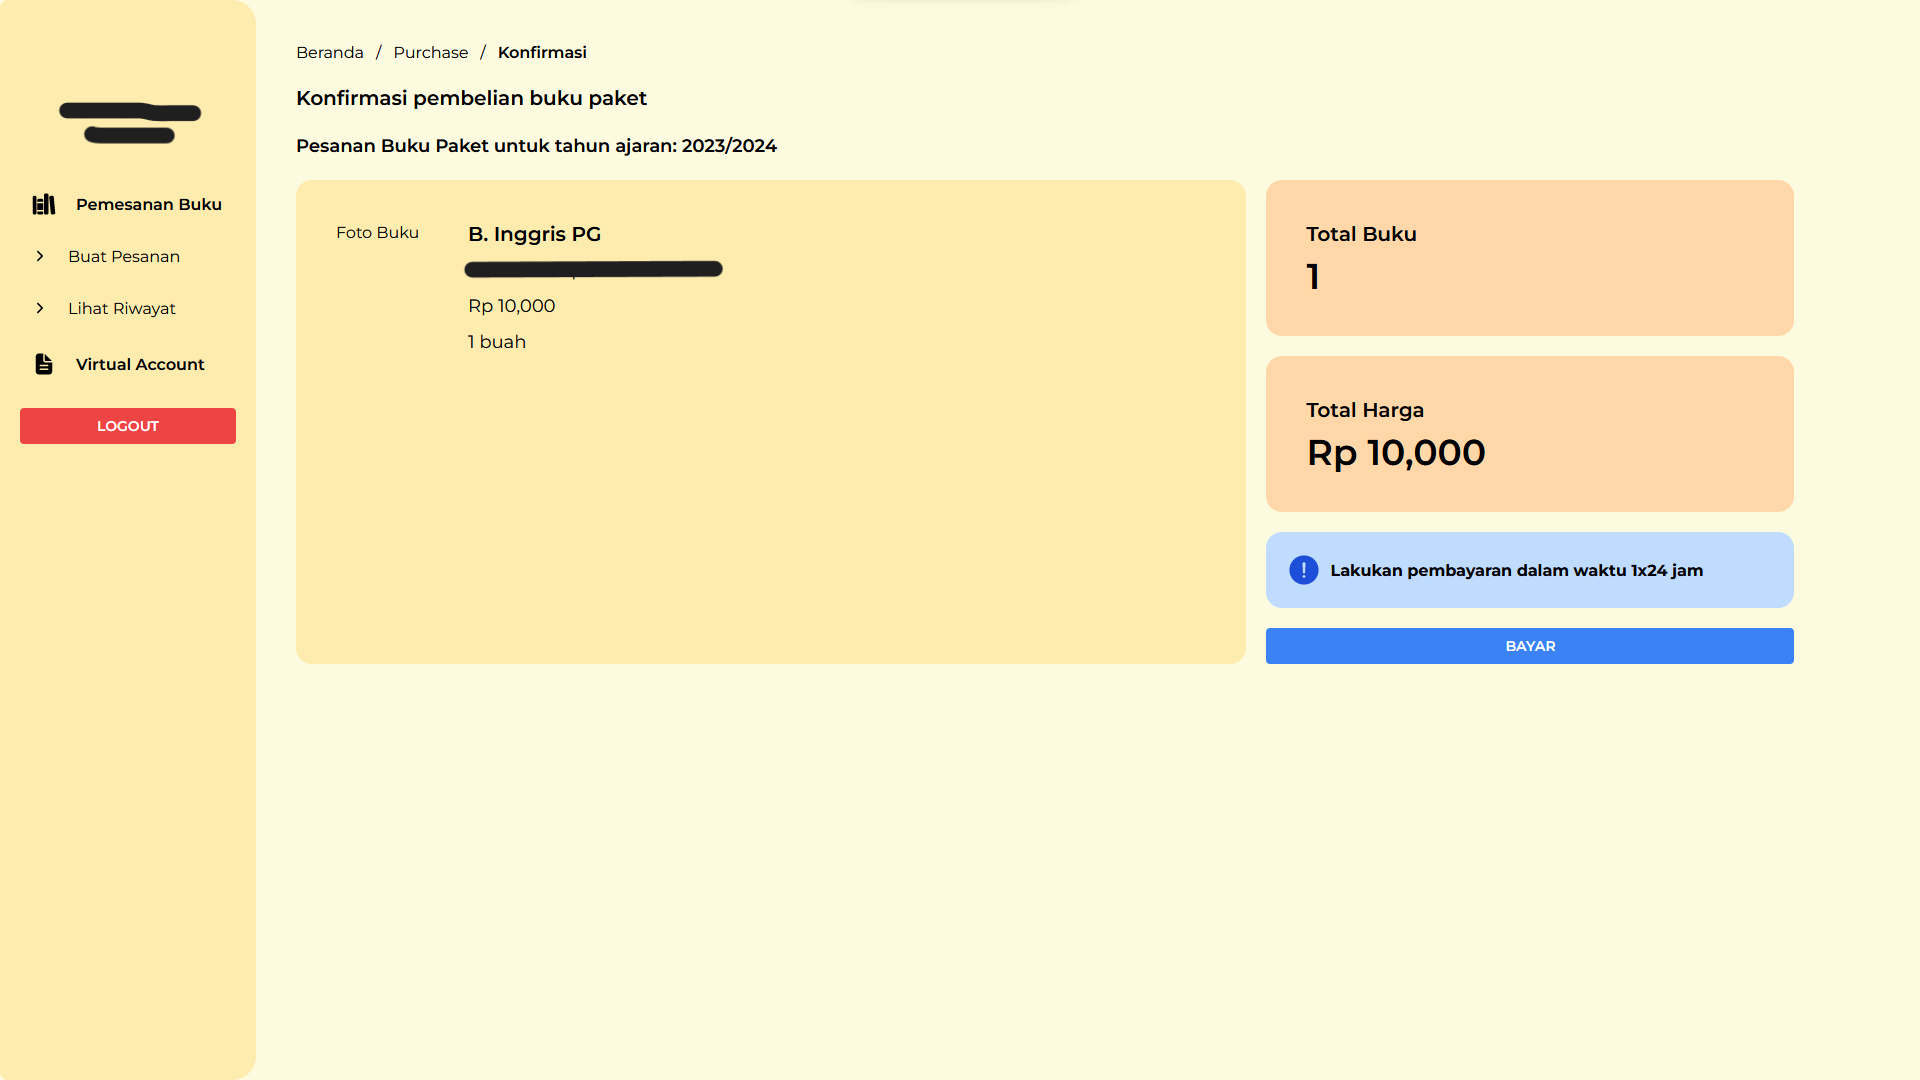 Pemesanan Buku
Buat Pesanan
Lihat Riwayat
Virtual Account
LOGOUT
Beranda / Purchase / Konfirmasi
Konfirmasi pembelian buku paket
Pesanan Buku Paket untuk tahun ajaran: 2023/2024
Foto Buku
B. Inggris PG
Rp 10,000
1 buah
Total Buku
1
Total Harga
Rp 10,000
Lakukan pembayaran dalam waktu 1x24 jam
BAYAR